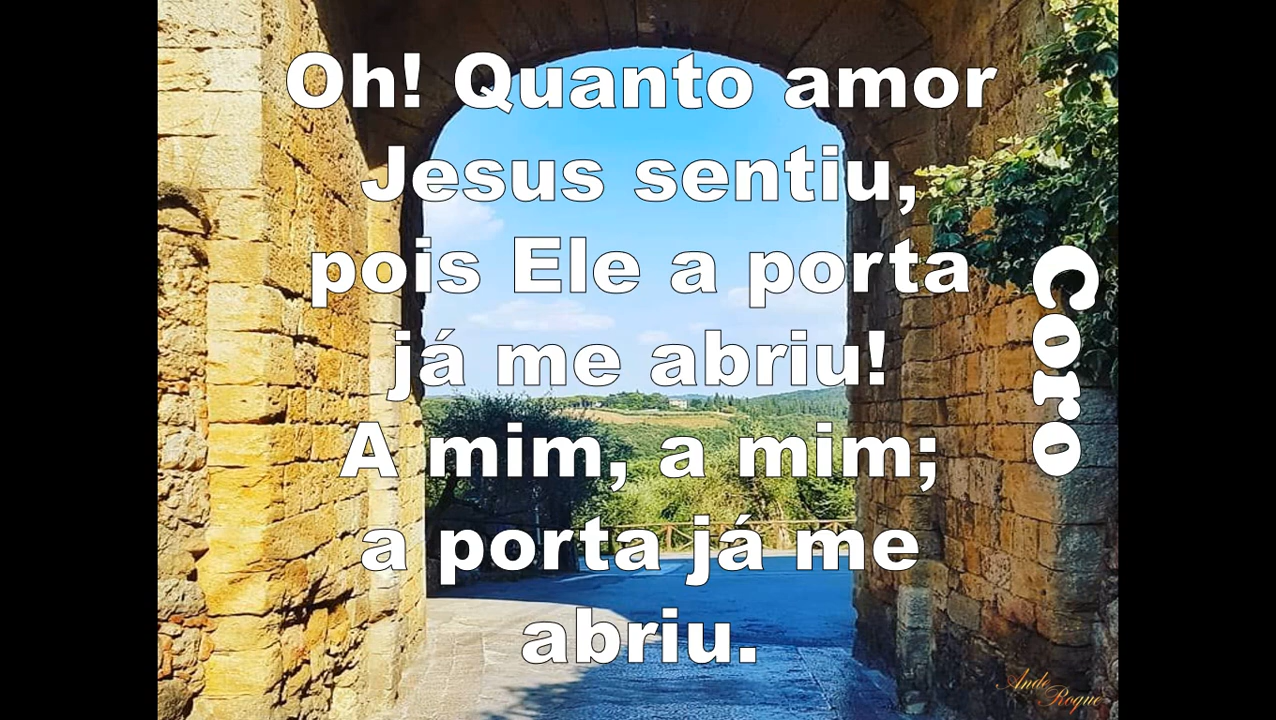 Oh! Quanto amor
Jesus sentiu,
pois Ele a porta
já me abriu!
A mim, a mim;
a porta já me
abriu.
Coro
Ande
Roque